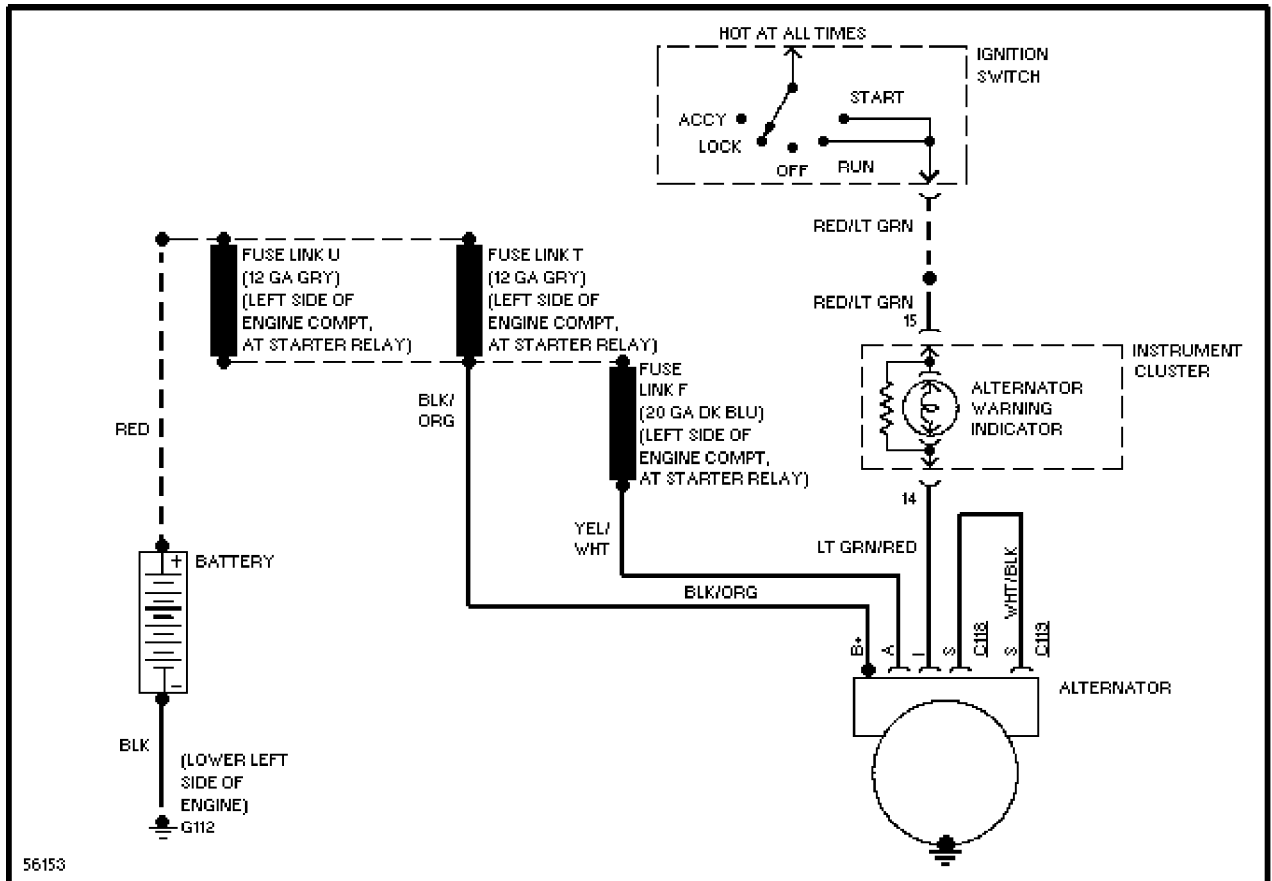 HOT AT ALL TIMES
IGNITION
SWITCH
START
ACCY
LOCK
OFF
RUN
RED/LT GRN
RED/LT GRN
15
FUSE LINK U
(12 GA GRY)
(LEFT SIDE OF
ENGINE COMPT,
AT STARTER RELAY)
FUSE LINK T
(12 GA GRY)
(LEFT SIDE OF
ENGINE COMPT,
AT STARTER RELAY)
INSTRUMENT
CLUSTER
ALTERNATOR
WARNING
INDICATOR
FUSE
LINK F
(20 GA DK BLU)
(LEFT SIDE OF
ENGINE COMPT,
AT STARTER RELAY)
BLK/
ORG
RED
14
YEL/
WHT
LT GRN/RED
WHT/BLK
BATTERY
+
−
BLK/ORG
B+
A
I
S
C118
S
C119
ALTERNATOR
BLK
(LOWER LEFT
SIDE OF
ENGINE)
G112
56153